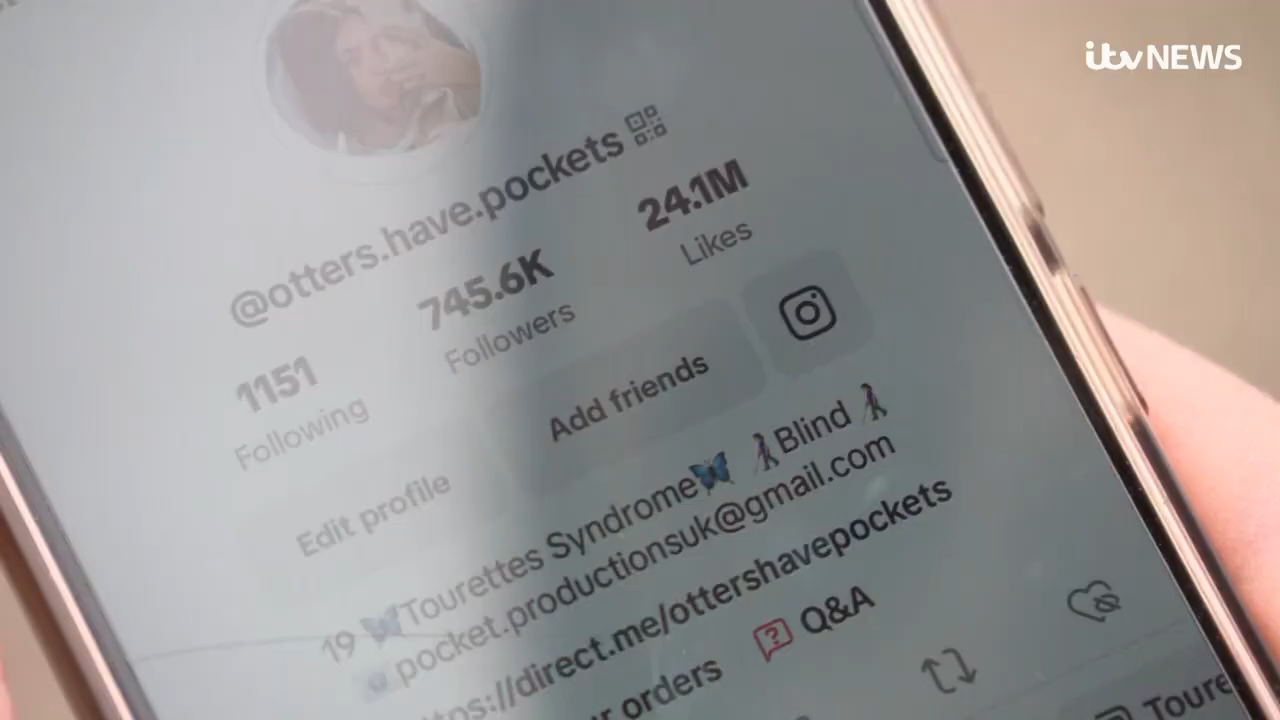 itv NEWS
@otters.have.pockets
1151 745.6K 24.1M
Following Followers Likes
Edit profile Add friends
19 🦋Tourettes Syndrome🦋 👩‍🦯Blind👩‍🦯
pocket.productionsuk@gmail.com
https://direct.me/ottershavepockets
orders Q&A